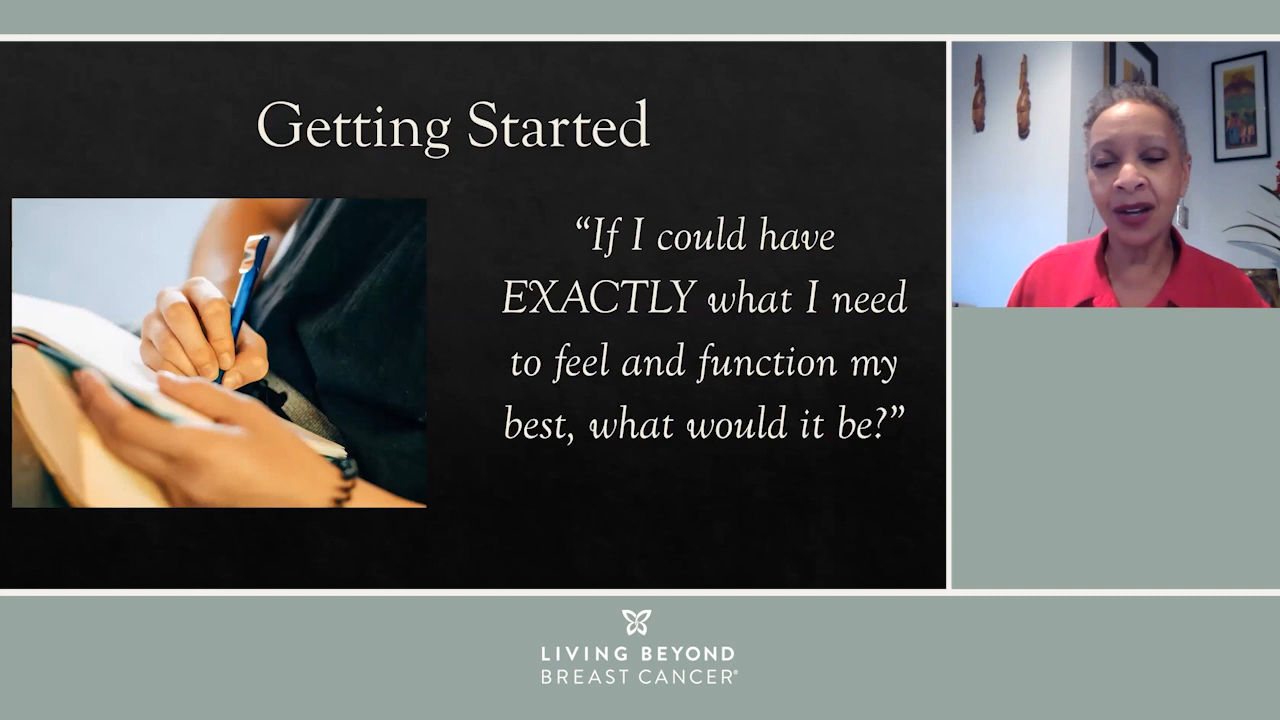 Getting Started
“If I could have
EXACTLY what I need
to feel and function my
best, what would it be?”
LIVING BEYOND
BREAST CANCER®